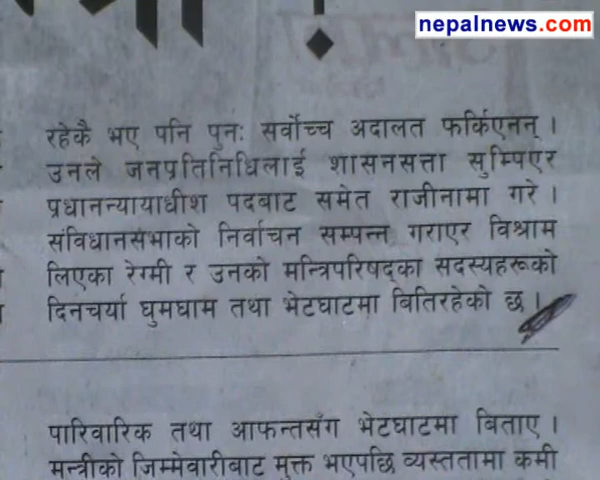 nepalnews.com
रहेकै भए पनि पुनः सर्वोच्च अदालत फर्किएनन् ।
उनले जनप्रतिनिधिलाई शासनसत्ता सुम्पिएर
प्रधानन्यायाधीश पदबाट समेत राजीनामा गरे ।
संविधानसभाको निर्वाचन सम्पन्न गराएर विश्राम
लिएका रेग्मी र उनको मन्त्रिपरिषद्का सदस्यहरूको
दिनचर्या घुमघाम तथा भेटघाटमा बितिरहेको छ ।
पारिवारिक तथा आफन्तसँग भेटघाटमा बिताए ।
मन्त्रीको जिम्मेवारीबाट मुक्त भएपछि व्यस्ततामा कमी